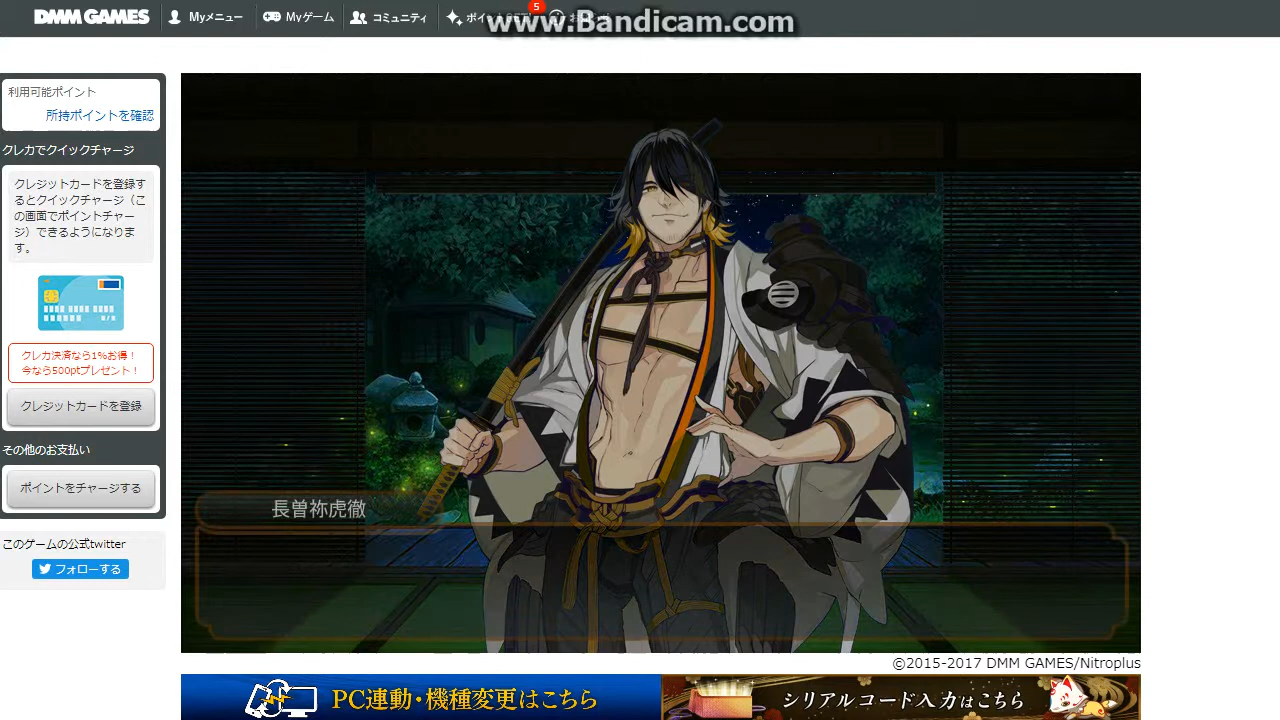 DMM GAMES
Myメニュー
Myゲーム
コミュニティ
5
www.Bandicam.com
利用可能ポイント
所持ポイントを確認
クレカでクイックチャージ
クレジットカードを登録す
るとクイックチャージ（こ
の画面でポイントチャー
ジ）できるようになりま
す。
クレカ決済なら1%お得！
今なら500ptプレゼント！
クレジットカードを登録
その他のお支払い
ポイントをチャージする
このゲームの公式twitter
フォローする
長曽祢虎徹
©2015-2017 DMM GAMES/Nitroplus
PC連動・機種変更はこちら
シリアルコード入力はこちら